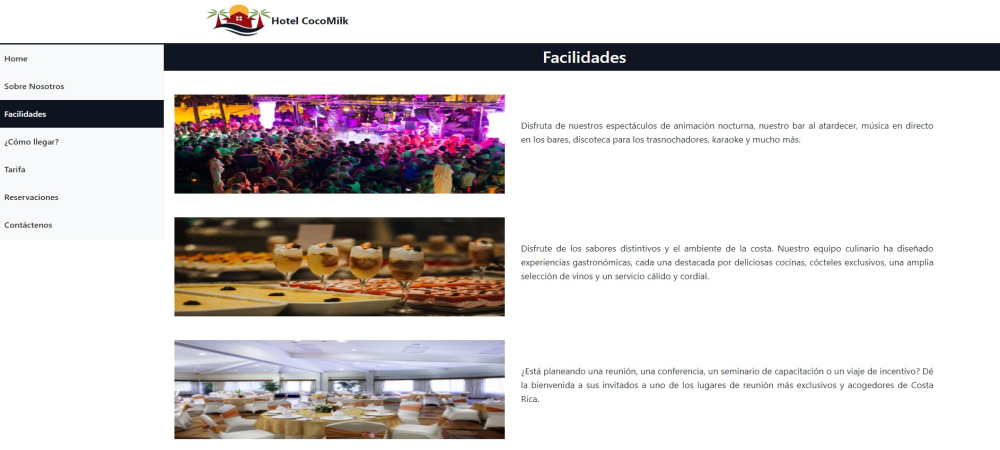 Hotel CocoMilk
Home
Sobre Nosotros
Facilidades
¿Cómo llegar?
Tarifa
Reservaciones
Contáctenos
Facilidades
Disfruta de nuestros espectáculos de animación nocturna, nuestro bar al atardecer, música en directo
en los bares, discoteca para los trasnochadores, karaoke y mucho más.
Disfrute de los sabores distintivos y el ambiente de la costa. Nuestro equipo culinario ha diseñado
experiencias gastronómicas, cada una destacada por deliciosas cocinas, cócteles exclusivos, una amplia
selección de vinos y un servicio cálido y cordial.
¿Está planeando una reunión, una conferencia, un seminario de capacitación o un viaje de incentivo? Dé
la bienvenida a sus invitados a uno de los lugares de reunión más exclusivos y acogedores de Costa
Rica.